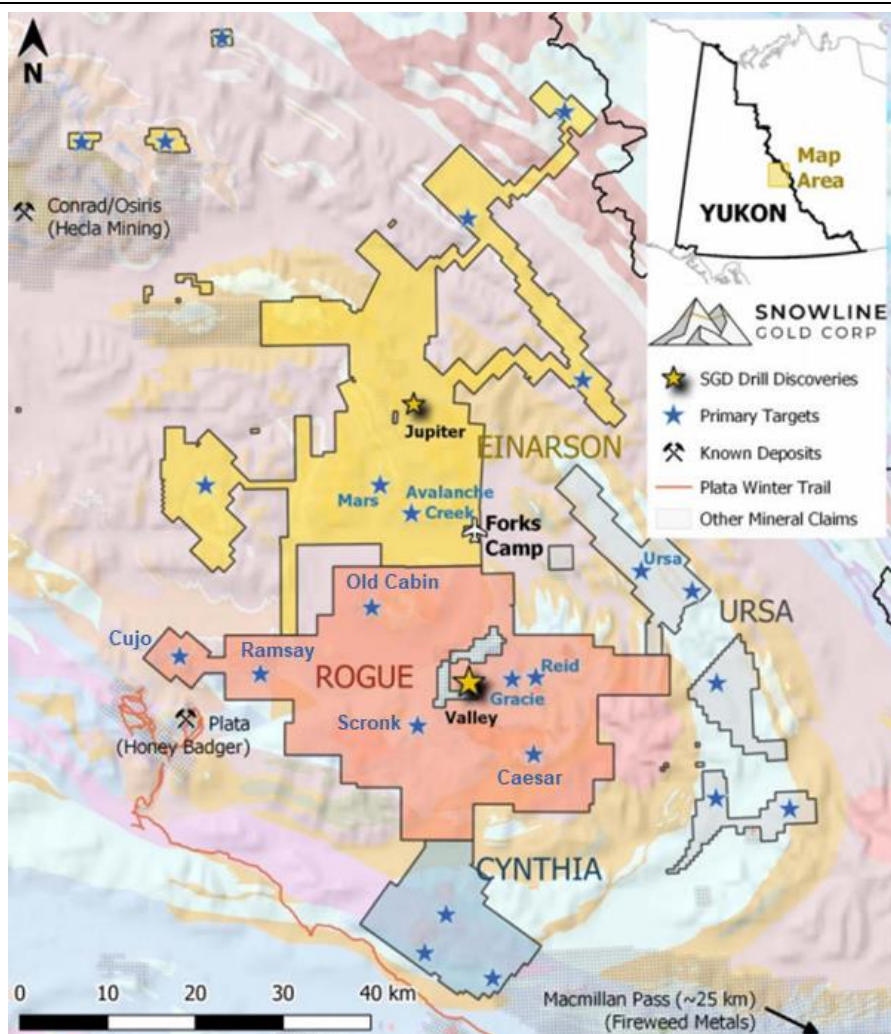 N
Conrad/Osiris
(Hecla Mining)
Map
Area
YUKON
SNOWLINE
GOLD CORP
SGD Drill Discoveries
Primary Targets
Known Deposits
Plata Winter Trail
Other Mineral Claims
Jupiter
EINARSON
Mars
Avalanche
Creek
Forks
Camp
Ursa
URSA
Old Cabin
Cujo
Ramsay
ROGUE
Reid
Gracie
Valley
Scronk
Plata
(Honey Badger)
Caesar
CYNTHIA
0 10 20 30 40 km
Macmillan Pass (~25 km)
(Fireweed Metals)